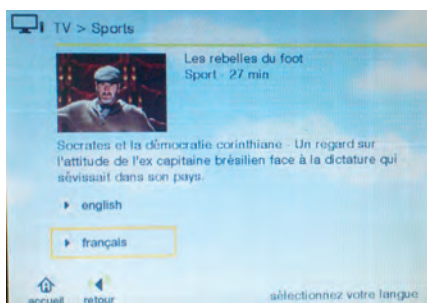 TV > Sports
Les rebelles du foot
Sport - 27 min
Socrates et la démocratie corinthiane - Un regard sur
l'attitude de l'ex capitaine brésilien face à la dictature qui
sévissait dans son pays.
english
français
accueil
retour
sélectionnez votre langue